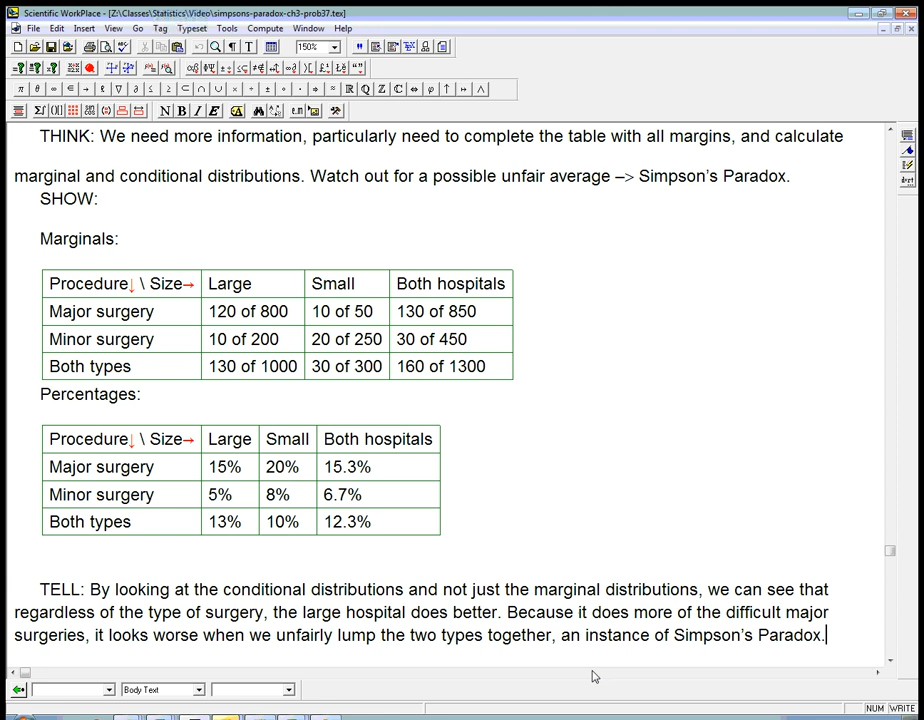 Scientific WorkPlace - [Z:\Classes\Statistics\Video\simpsons-paradox-ch3-prob37.tex]
File Edit Insert View Go Tag Typeset Tools Compute Window Help
150%
THINK: We need more information, particularly need to complete the table with all margins, and calculate
marginal and conditional distributions. Watch out for a possible unfair average –> Simpson's Paradox.
SHOW:
Marginals:
Procedure↓ \ Size→ Large Small Both hospitals
Major surgery 120 of 800 10 of 50 130 of 850
Minor surgery 10 of 200 20 of 250 30 of 450
Both types 130 of 1000 30 of 300 160 of 1300
Percentages:
Procedure↓ \ Size→ Large Small Both hospitals
Major surgery 15% 20% 15.3%
Minor surgery 5% 8% 6.7%
Both types 13% 10% 12.3%
TELL: By looking at the conditional distributions and not just the marginal distributions, we can see that
regardless of the type of surgery, the large hospital does better. Because it does more of the difficult major
surgeries, it looks worse when we unfairly lump the two types together, an instance of Simpson's Paradox.
Body Text
NUM WRITE